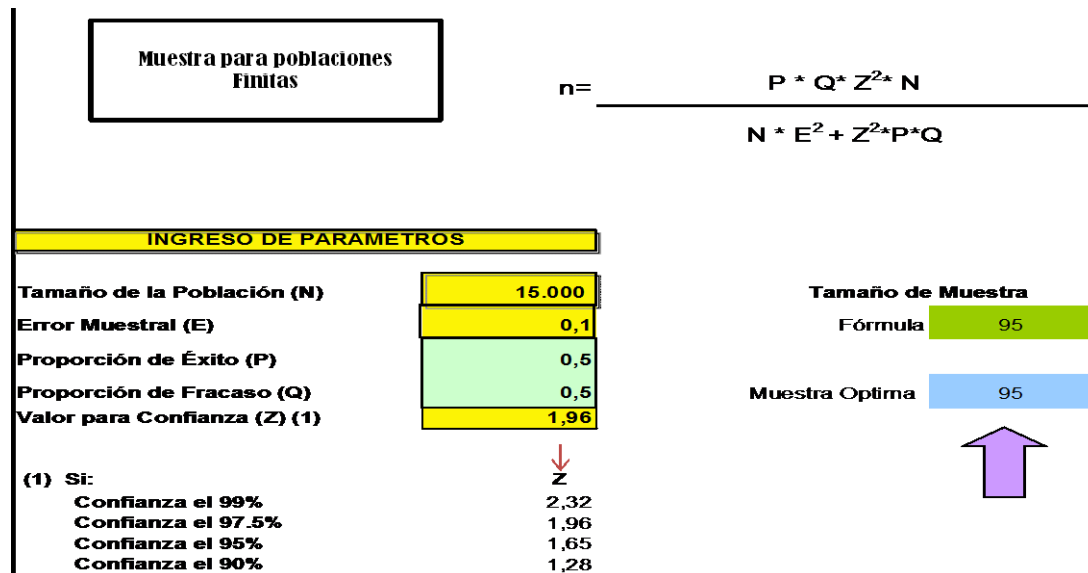 Muestra para poblaciones
Finitas
n=
P * Q* Z²* N
N * E² + Z²*P*Q
INGRESO DE PARAMETROS
Tamaño de la Población (N) 15.000
Error Muestral (E) 0,1
Proporción de Éxito (P) 0,5
Proporción de Fracaso (Q) 0,5
Valor para Confianza (Z) (1) 1,96
Tamaño de Muestra
Fórmula 95
Muestra Optima 95
(1) Si: Z
Confianza el 99% 2,32
Confianza el 97.5% 1,96
Confianza el 95% 1,65
Confianza el 90% 1,28